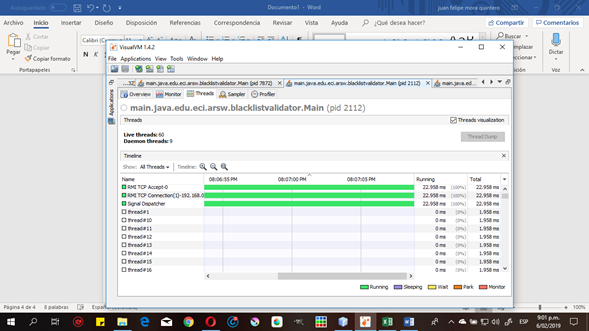 Autoguardado
Documento1 - Word
juan felipe mora quintero
Archivo Inicio Insertar Diseño Disposición Referencias Correspondencia Revisar Vista Ayuda ¿Qué desea hacer? Compartir Comentarios
Pegar
Cortar
Copiar
Copiar formato
Portapapeles
Calibri (
N K
Buscar
emplazar
eccionar
Dictar
Voz
VisualVM 1.4.2
File Applications View Tools Window Help
...32) main.java.edu.eci.arsw.blacklistvalidator.Main (pid 7872) main.java.edu.eci.arsw.blacklistvalidator.Main (pid 2112) main.java.ed...
Applications
Overview Monitor Threads Sampler Profiler
main.java.edu.eci.arsw.blacklistvalidator.Main (pid 2112)
Threads
Threads visualization
Live threads: 60
Daemon threads: 9
Thread Dump
Timeline
Show: All Threads Timeline:
Name 08:06:55 PM 08:07:00 PM 08:07:05 PM Running Total
RMI TCP Accept-0 22.958 ms (100%) 22.958 ms
RMI TCP Connection(1)-192.168.0 22.958 ms (100%) 22.958 ms
Signal Dispatcher 22.958 ms (100%) 22.958 ms
thread#1 0 ms (0%) 1.958 ms
thread#10 0 ms (0%) 1.958 ms
thread#11 0 ms (0%) 1.958 ms
thread#12 0 ms (0%) 1.958 ms
thread#13 0 ms (0%) 1.958 ms
thread#14 0 ms (0%) 1.958 ms
thread#15 0 ms (0%) 1.958 ms
thread#16 0 ms (0%) 1.958 ms
Running Sleeping Wait Park Monitor
Página 4 de 4 8 palabras
100%
ESP
9:01 p.m.
6/02/2019